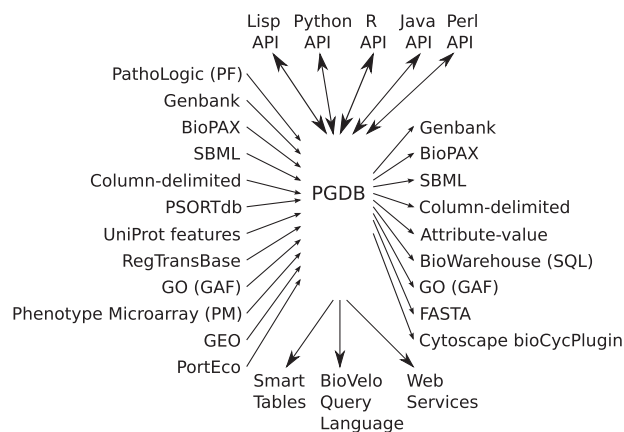 Lisp Python R Java Perl
API API API API API
PathoLogic (PF)
Genbank
BioPAX
SBML
Column-delimited
PSORTdb
UniProt features
RegTransBase
GO (GAF)
Phenotype Microarray (PM)
GEO
PortEco
PGDB
Genbank
BioPAX
SBML
Column-delimited
Attribute-value
BioWarehouse (SQL)
GO (GAF)
FASTA
Cytoscape bioCycPlugin
Smart
Tables
BioVelo
Query
Language
Web
Services